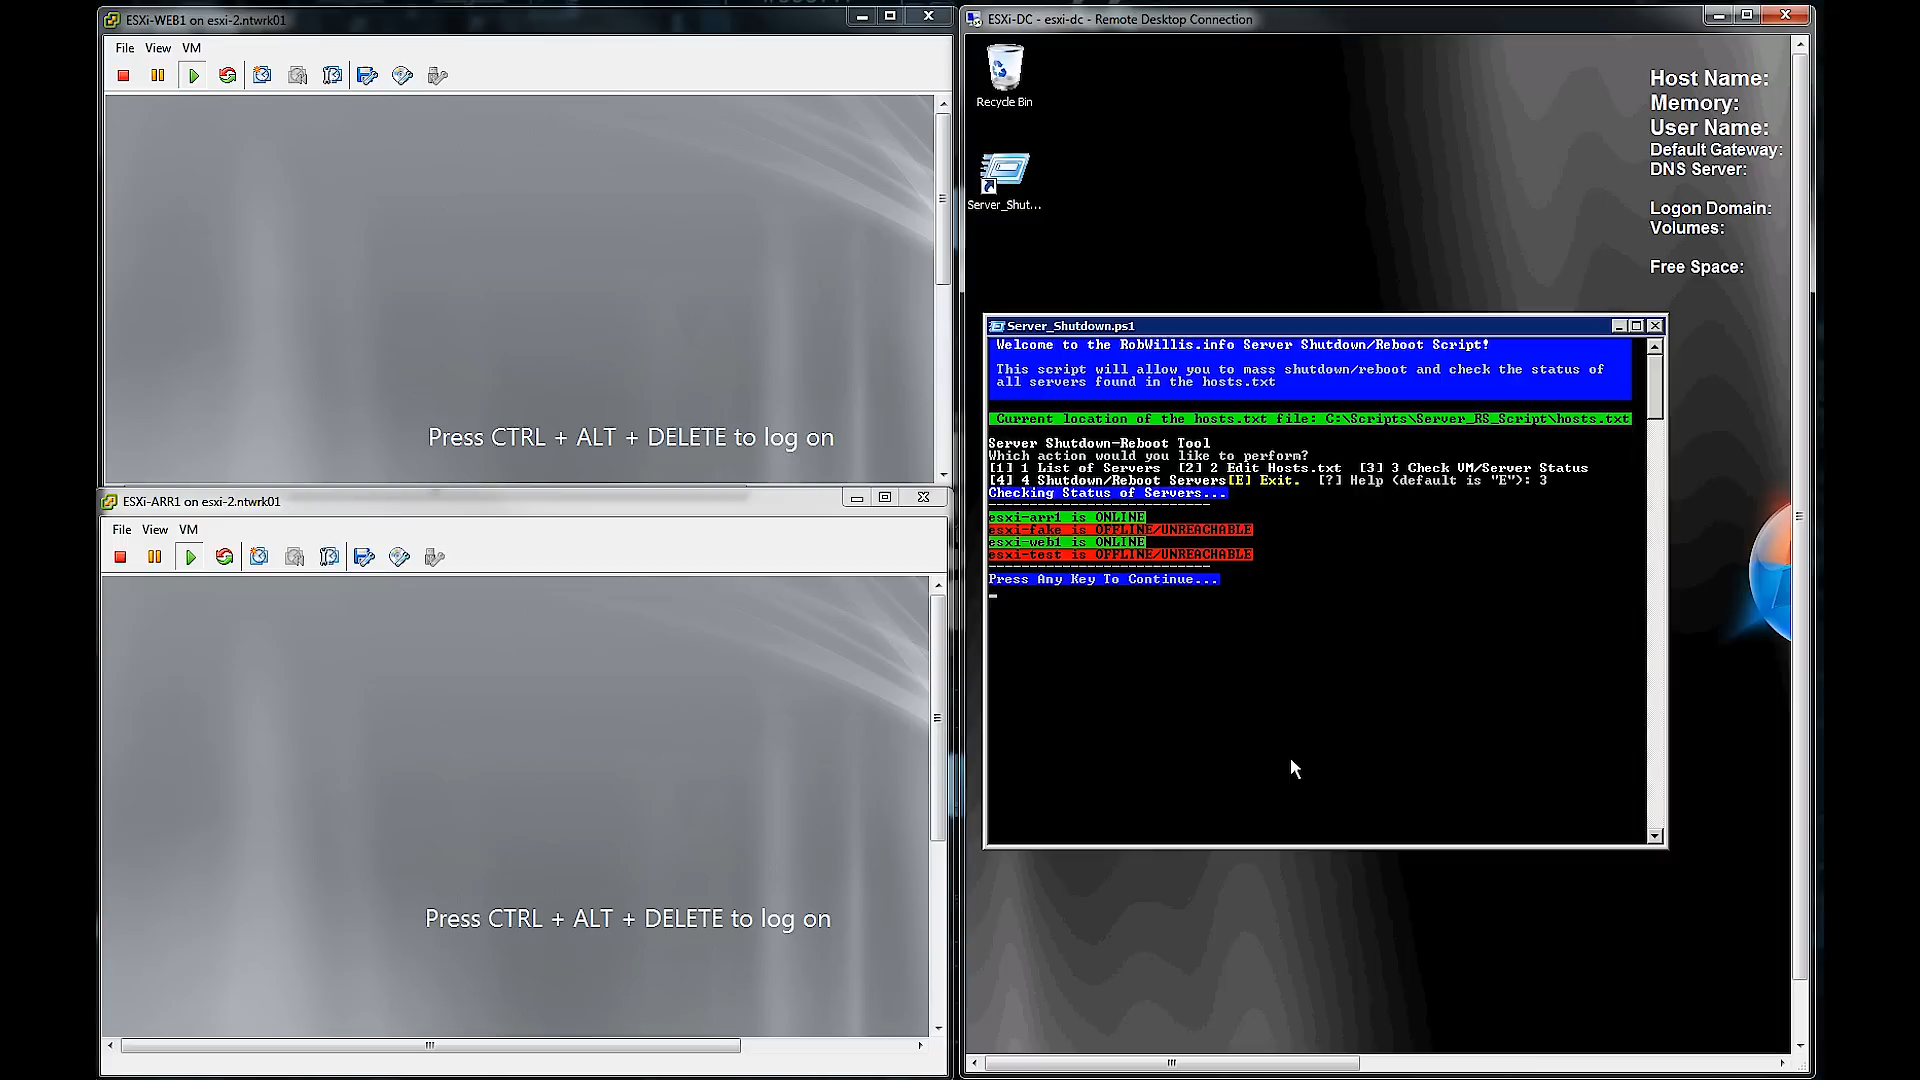 ESXi-WEB1 on esxi-2.ntwrk01
File View VM
Press CTRL + ALT + DELETE to log on
ESXi-ARR1 on esxi-2.ntwrk01
File View VM
Press CTRL + ALT + DELETE to log on
ESXi-DC - esxi-dc - Remote Desktop Connection
Recycle Bin
Server_Shut...
Host Name:
Memory:
User Name:
Default Gateway:
DNS Server:
Logon Domain:
Volumes:
Free Space:
Server_Shutdown.ps1
Welcome to the RobWillis.info Server Shutdown/Reboot Script!
This script will allow you to mass shutdown/reboot and check the status of
all servers found in the hosts.txt
Current location of the hosts.txt file: C:\Scripts\Server_RS_Script\hosts.txt
Server Shutdown-Reboot Tool
Which action would you like to perform?
[1] 1 List of Servers [2] 2 Edit Hosts.txt [3] 3 Check VM/Server Status
[4] 4 Shutdown/Reboot Servers[E] Exit. [?] Help (default is "E"): 3
Checking Status of Servers...
------------------------------
esxi-arr1 is ONLINE
esxi-fake is OFFLINE/UNREACHABLE
esxi-web1 is ONLINE
esxi-test is OFFLINE/UNREACHABLE
------------------------------
Press Any Key To Continue...